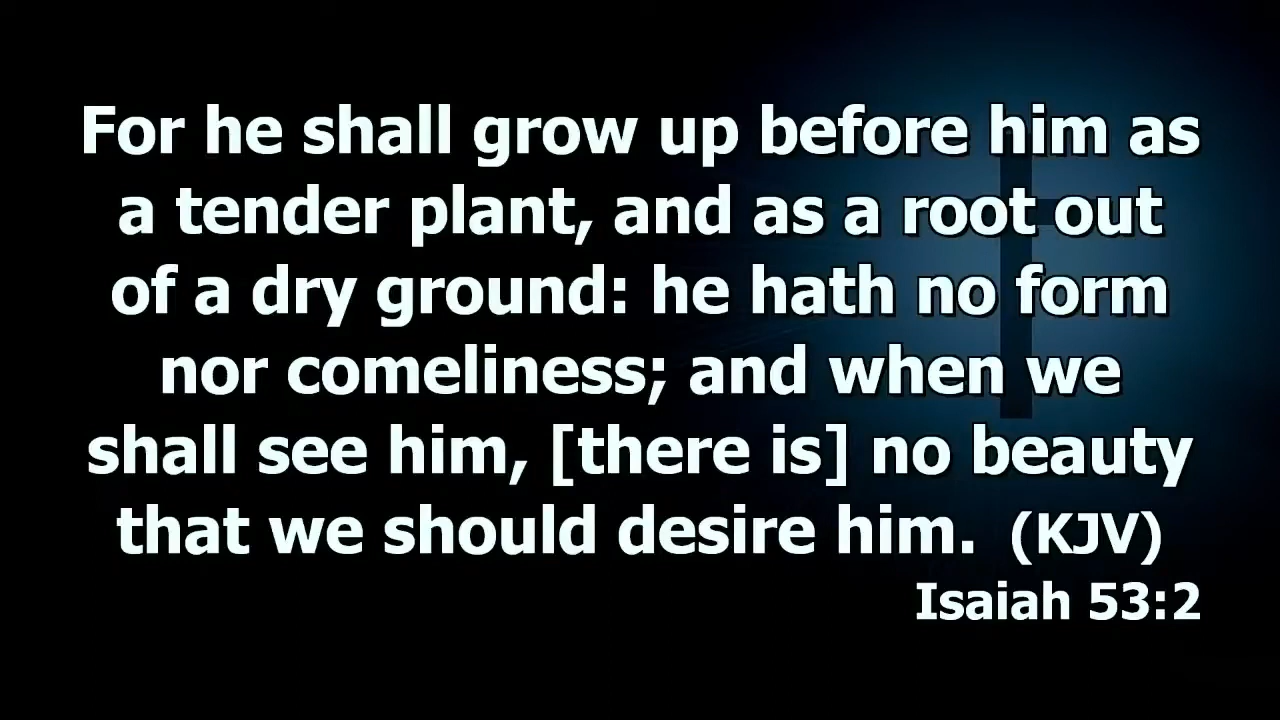 For he shall grow up before him as
a tender plant, and as a root out
of a dry ground: he hath no form
nor comeliness; and when we
shall see him, [there is] no beauty
that we should desire him. (KJV)
Isaiah 53:2